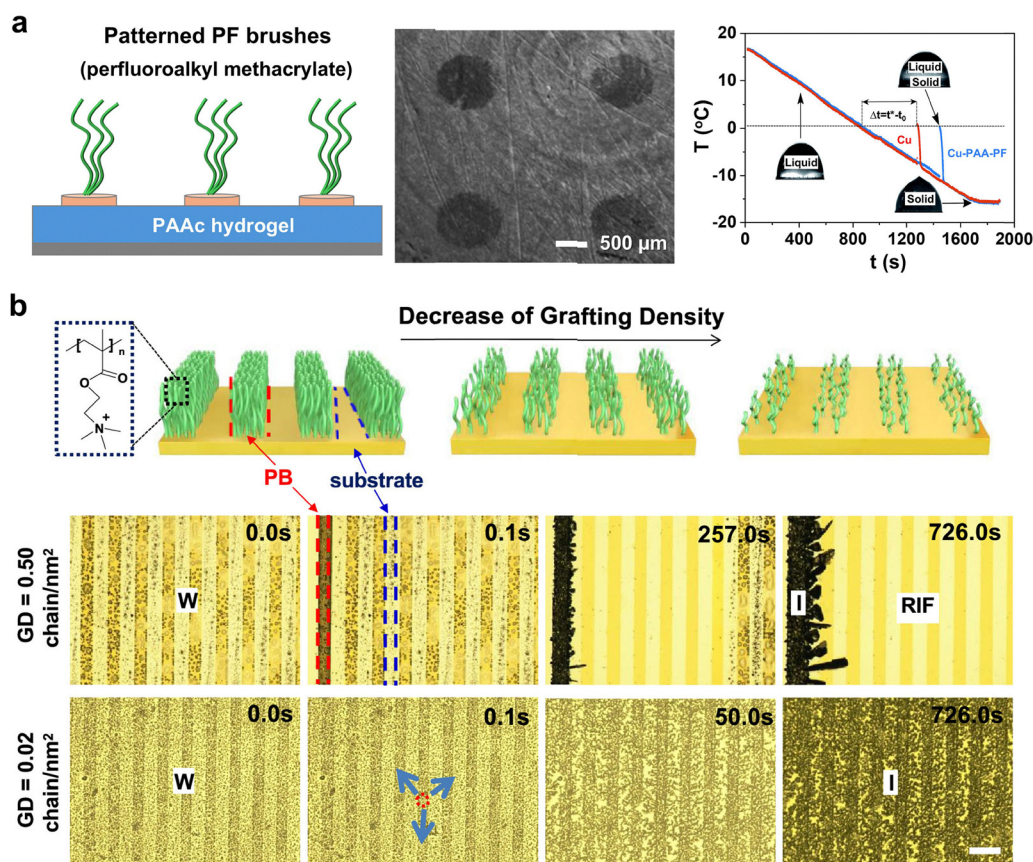 a
Patterned PF brushes
(perfluoroalkyl methacrylate)
PAAc hydrogel
500 µm
T (°C)
20
10
0
-10
-20
Liquid
Solid
Δt=t*-t₀
Cu
Cu-PAA-PF
Liquid
Solid
0 400 800 1200 1600 2000
t (s)
b
Decrease of Grafting Density
n
O
O
N
+
PB
substrate
GD = 0.50
chain/nm²
0.0s
W
0.1s
257.0s
726.0s
I
RIF
GD = 0.02
chain/nm²
0.0s
W
0.1s
50.0s
726.0s
I